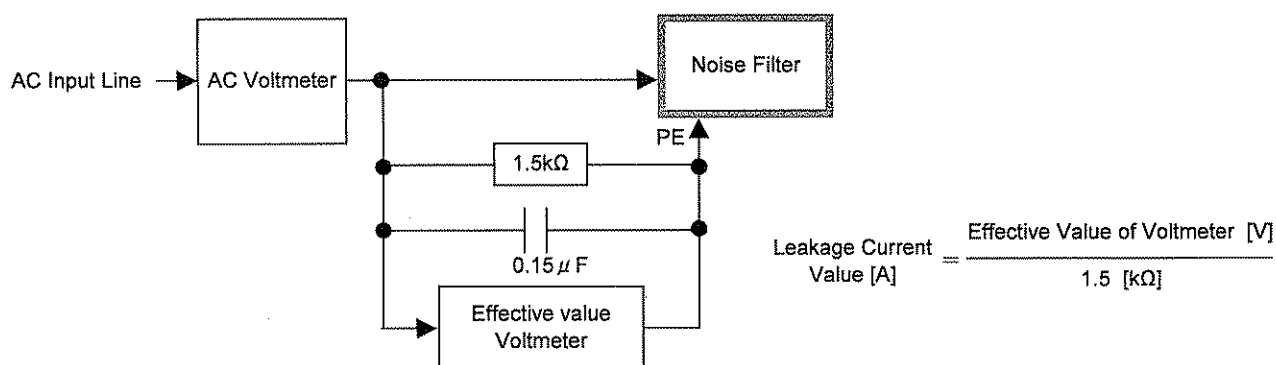 AC Input Line
AC Voltmeter
Noise Filter
PE
1.5kΩ
0.15μF
Effective value
Voltmeter
Leakage Current
Value [A]
=
Effective Value of Voltmeter [V]
1.5 [kΩ]